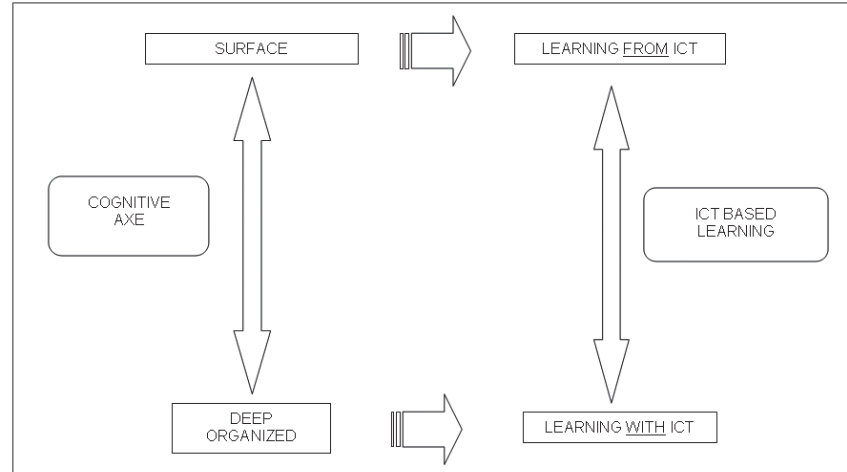 SURFACE
LEARNING FROM ICT
COGNITIVE
AXE
ICT BASED
LEARNING
DEEP
ORGANIZED
LEARNING WITH ICT